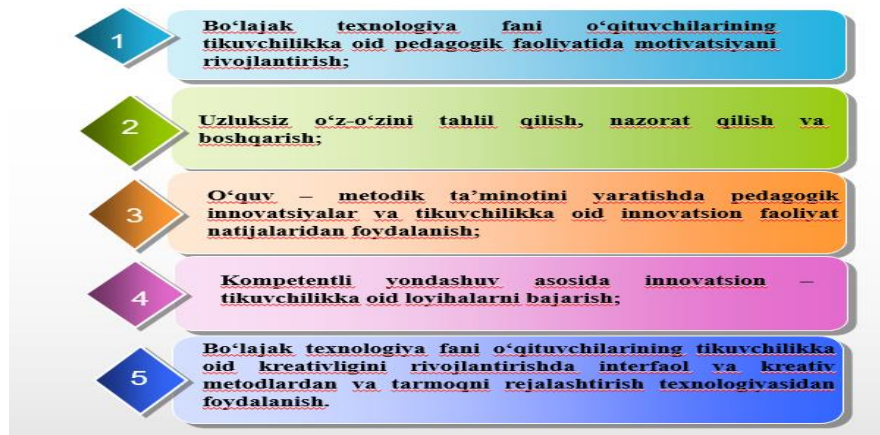 1
Bo‘lajak texnologiya fani o‘qituvchilarining
tikuvchilikka oid pedagogik faoliyatida motivatsiyani
rivojlantirish;
2
Uzluksiz o‘z-o‘zini tahlil qilish, nazorat qilish va
boshqarish;
3
O‘quv – metodik ta’minotini yaratishda pedagogik
innovatsiyalar va tikuvchilikka oid innovatsion faoliyat
natijalaridan foydalanish;
4
Kompetentli yondashuv asosida innovatsion –
tikuvchilikka oid loyihalarni bajarish;
5
Bo‘lajak texnologiya fani o‘qituvchilarining tikuvchilikka
oid kreativligini rivojlantirishda interfaol va kreativ
metodlardan va tarmoqni rejalashtirish texnologiyasidan
foydalanish.